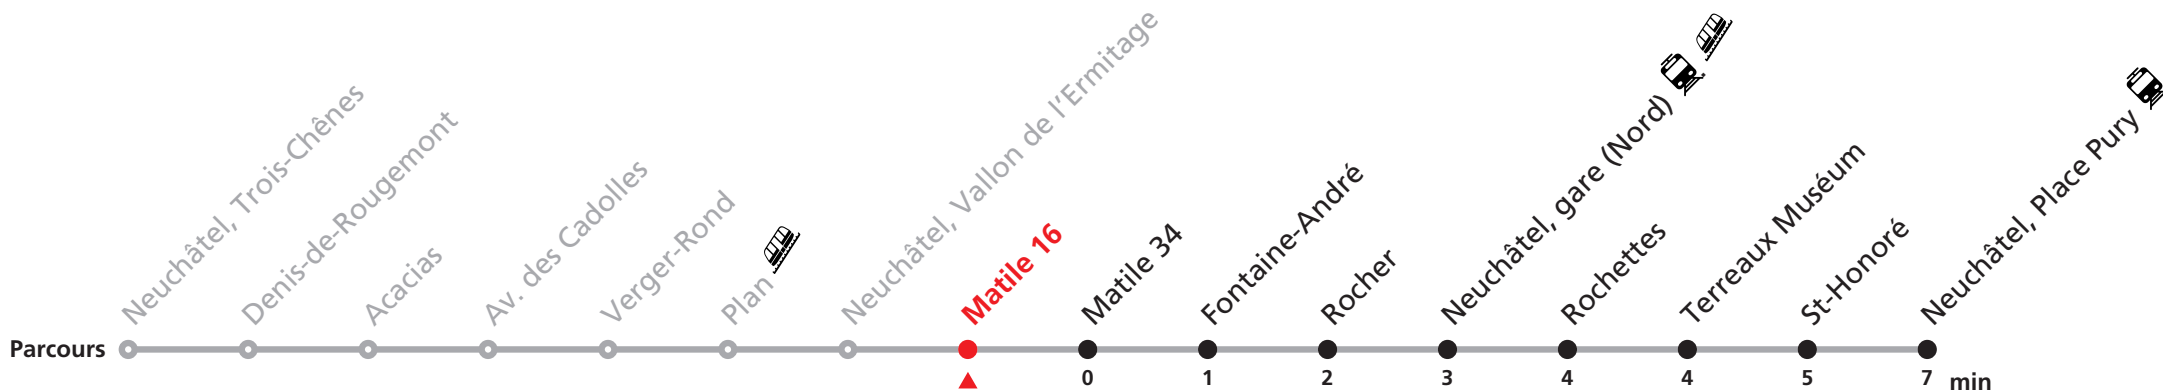 Neuchâtel, Trois-Chênes
Denis-de-Rougemont
Acacias
Av. des Cadolles
Verger-Rond
Plan
Neuchâtel, Vallon de l'Ermitage
Matile 16
Matile 34
Fontaine-André
Rocher
Neuchâtel, gare (Nord)
Rochettes
Terreaux Muséum
St-Honoré
Neuchâtel, Place Pury
Parcours
0 1 2 3 4 4 5 7 min